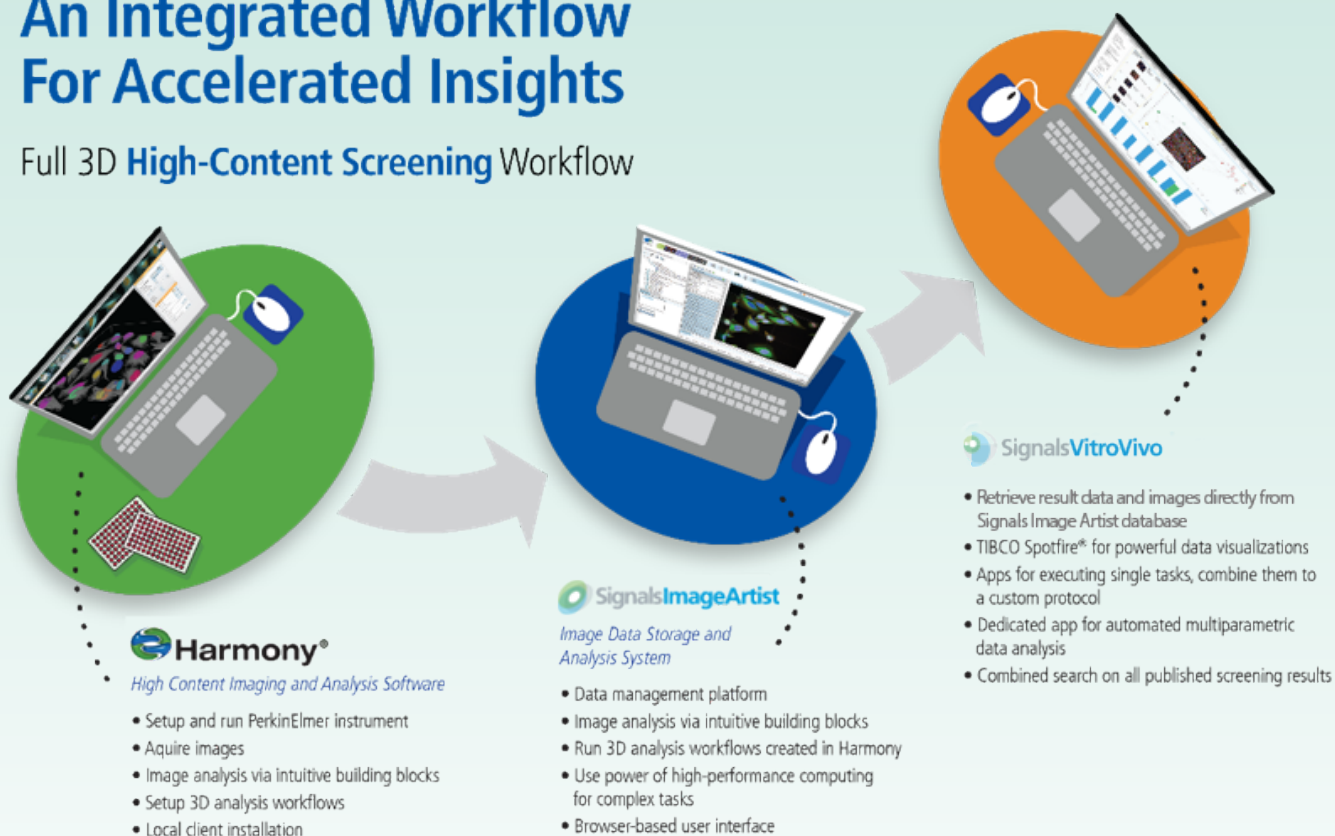 An Integrated Workflow
For Accelerated Insights
Full 3D High-Content Screening Workflow
Harmony®
High Content Imaging and Analysis Software
• Setup and run PerkinElmer instrument
• Aquire images
• Image analysis via intuitive building blocks
• Setup 3D analysis workflows
• Local client installation
SignalsImageArtist
Image Data Storage and
Analysis System
• Data management platform
• Image analysis via intuitive building blocks
• Run 3D analysis workflows created in Harmony
• Use power of high-performance computing
for complex tasks
• Browser-based user interface
SignalsVitroVivo
• Retrieve result data and images directly from
Signals Image Artist database
• TIBCO Spotfire® for powerful data visualizations
• Apps for executing single tasks, combine them to
a custom protocol
• Dedicated app for automated multiparametric
data analysis
• Combined search on all published screening results